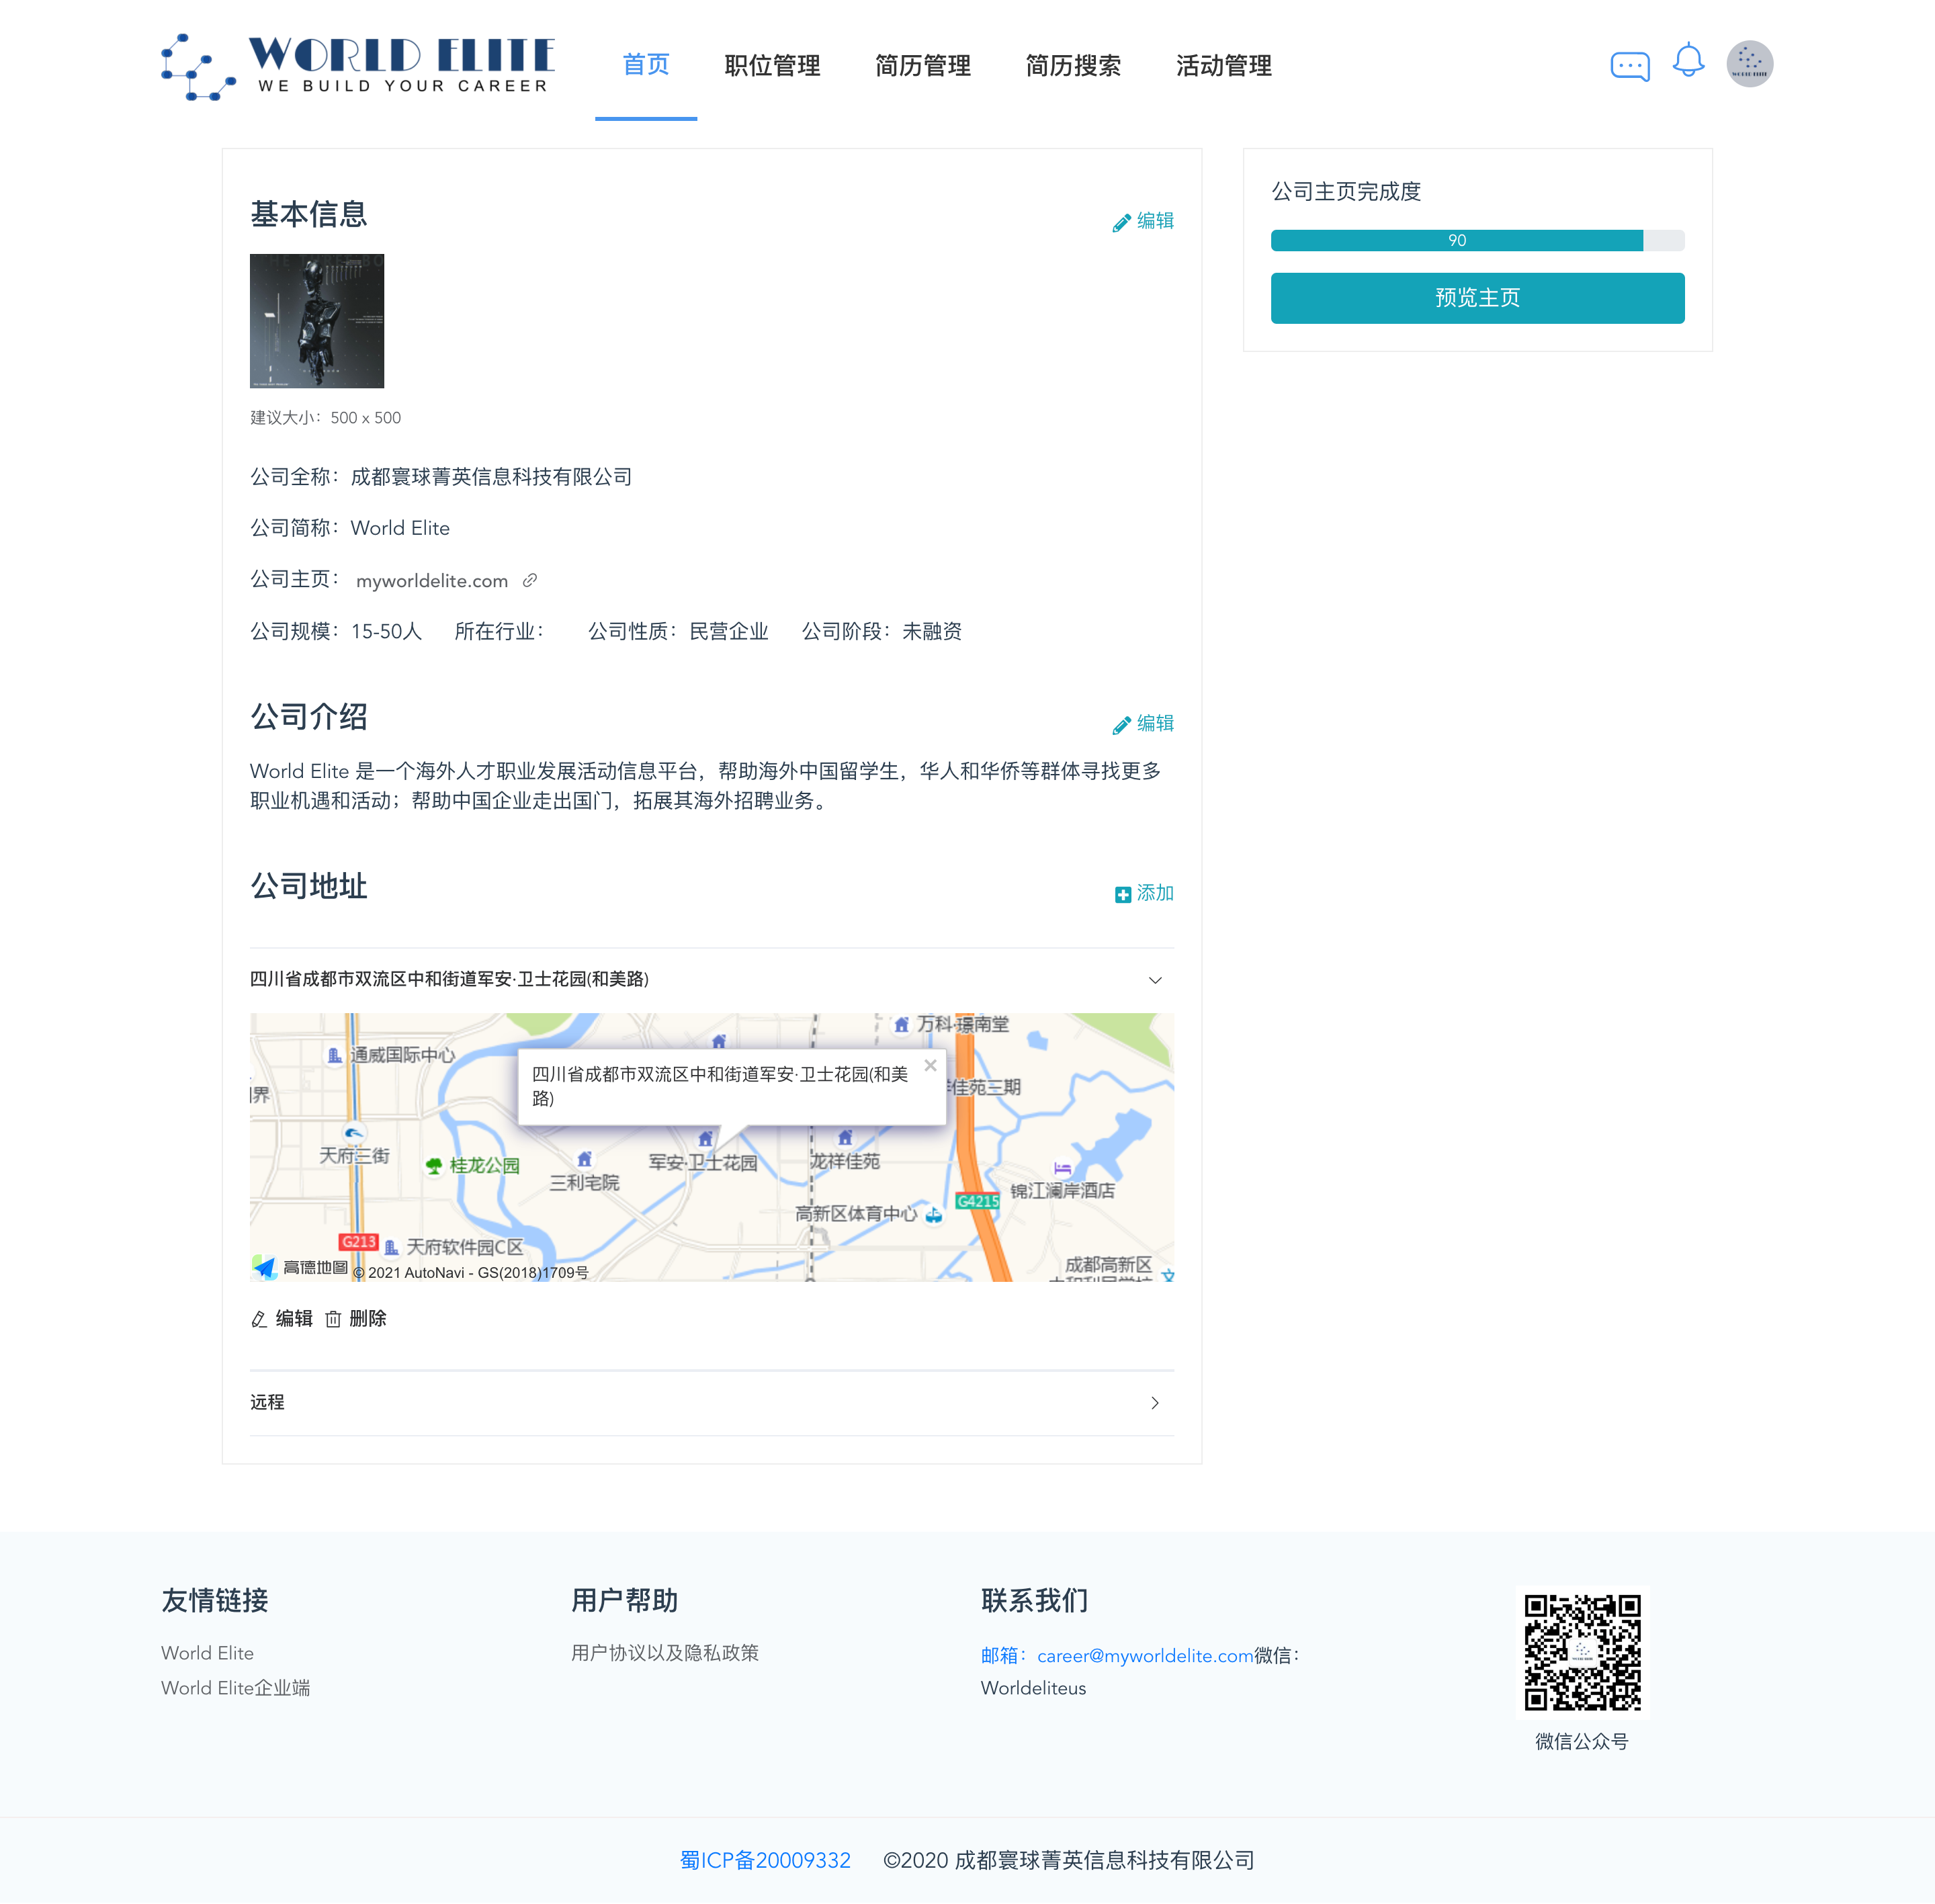 WORLD ELITE
WE BUILD YOUR CAREER
首页 职位管理 简历管理 简历搜索 活动管理
基本信息
编辑
建议大小：500 x 500
公司全称：成都寰球菁英信息科技有限公司
公司简称：World Elite
公司主页： myworldelite.com
公司规模：15-50人 所在行业： 公司性质：民营企业 公司阶段：未融资
公司介绍
编辑
World Elite 是一个海外人才职业发展活动信息平台，帮助海外中国留学生，华人和华侨等群体寻找更多
职业机遇和活动；帮助中国企业走出国门，拓展其海外招聘业务。
公司地址
添加
四川省成都市双流区中和街道军安·卫士花园(和美路)
万科·璟南堂
通威国际中心
四川省成都市双流区中和街道军安·卫士花园(和美
路)
界
佳苑三期
天府三街
桂龙公园
三利宅院
军安·卫士花园
龙祥佳苑
锦江澜岸酒店
G4215
高新区体育中心
G213
天府软件园C区
成都高新区
高德地图
© 2021 AutoNavi - GS(2018)1709号
编辑 删除
远程
公司主页完成度
90
预览主页
友情链接
World Elite
World Elite企业端
用户帮助
用户协议以及隐私政策
联系我们
邮箱：career@myworldelite.com微信：
Worldeliteus
微信公众号
蜀ICP备20009332 ©2020 成都寰球菁英信息科技有限公司